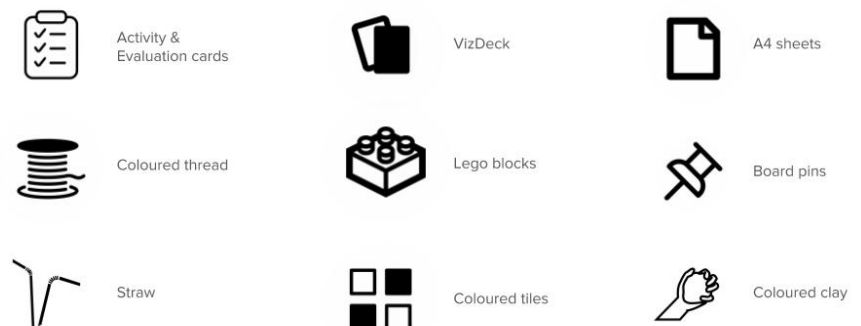 Activity &
Evaluation cards
VizDeck
A4 sheets
Coloured thread
Lego blocks
Board pins
Straw
Coloured tiles
Coloured clay